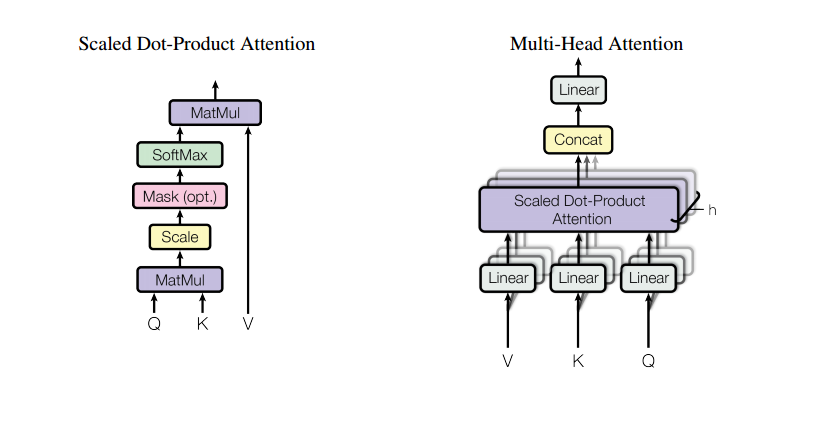 Scaled Dot-Product Attention
MatMul
SoftMax
Mask (opt.)
Scale
MatMul
Q K V
Multi-Head Attention
Linear
Concat
Scaled Dot-Product
Attention
h
Linear Linear Linear
V K Q